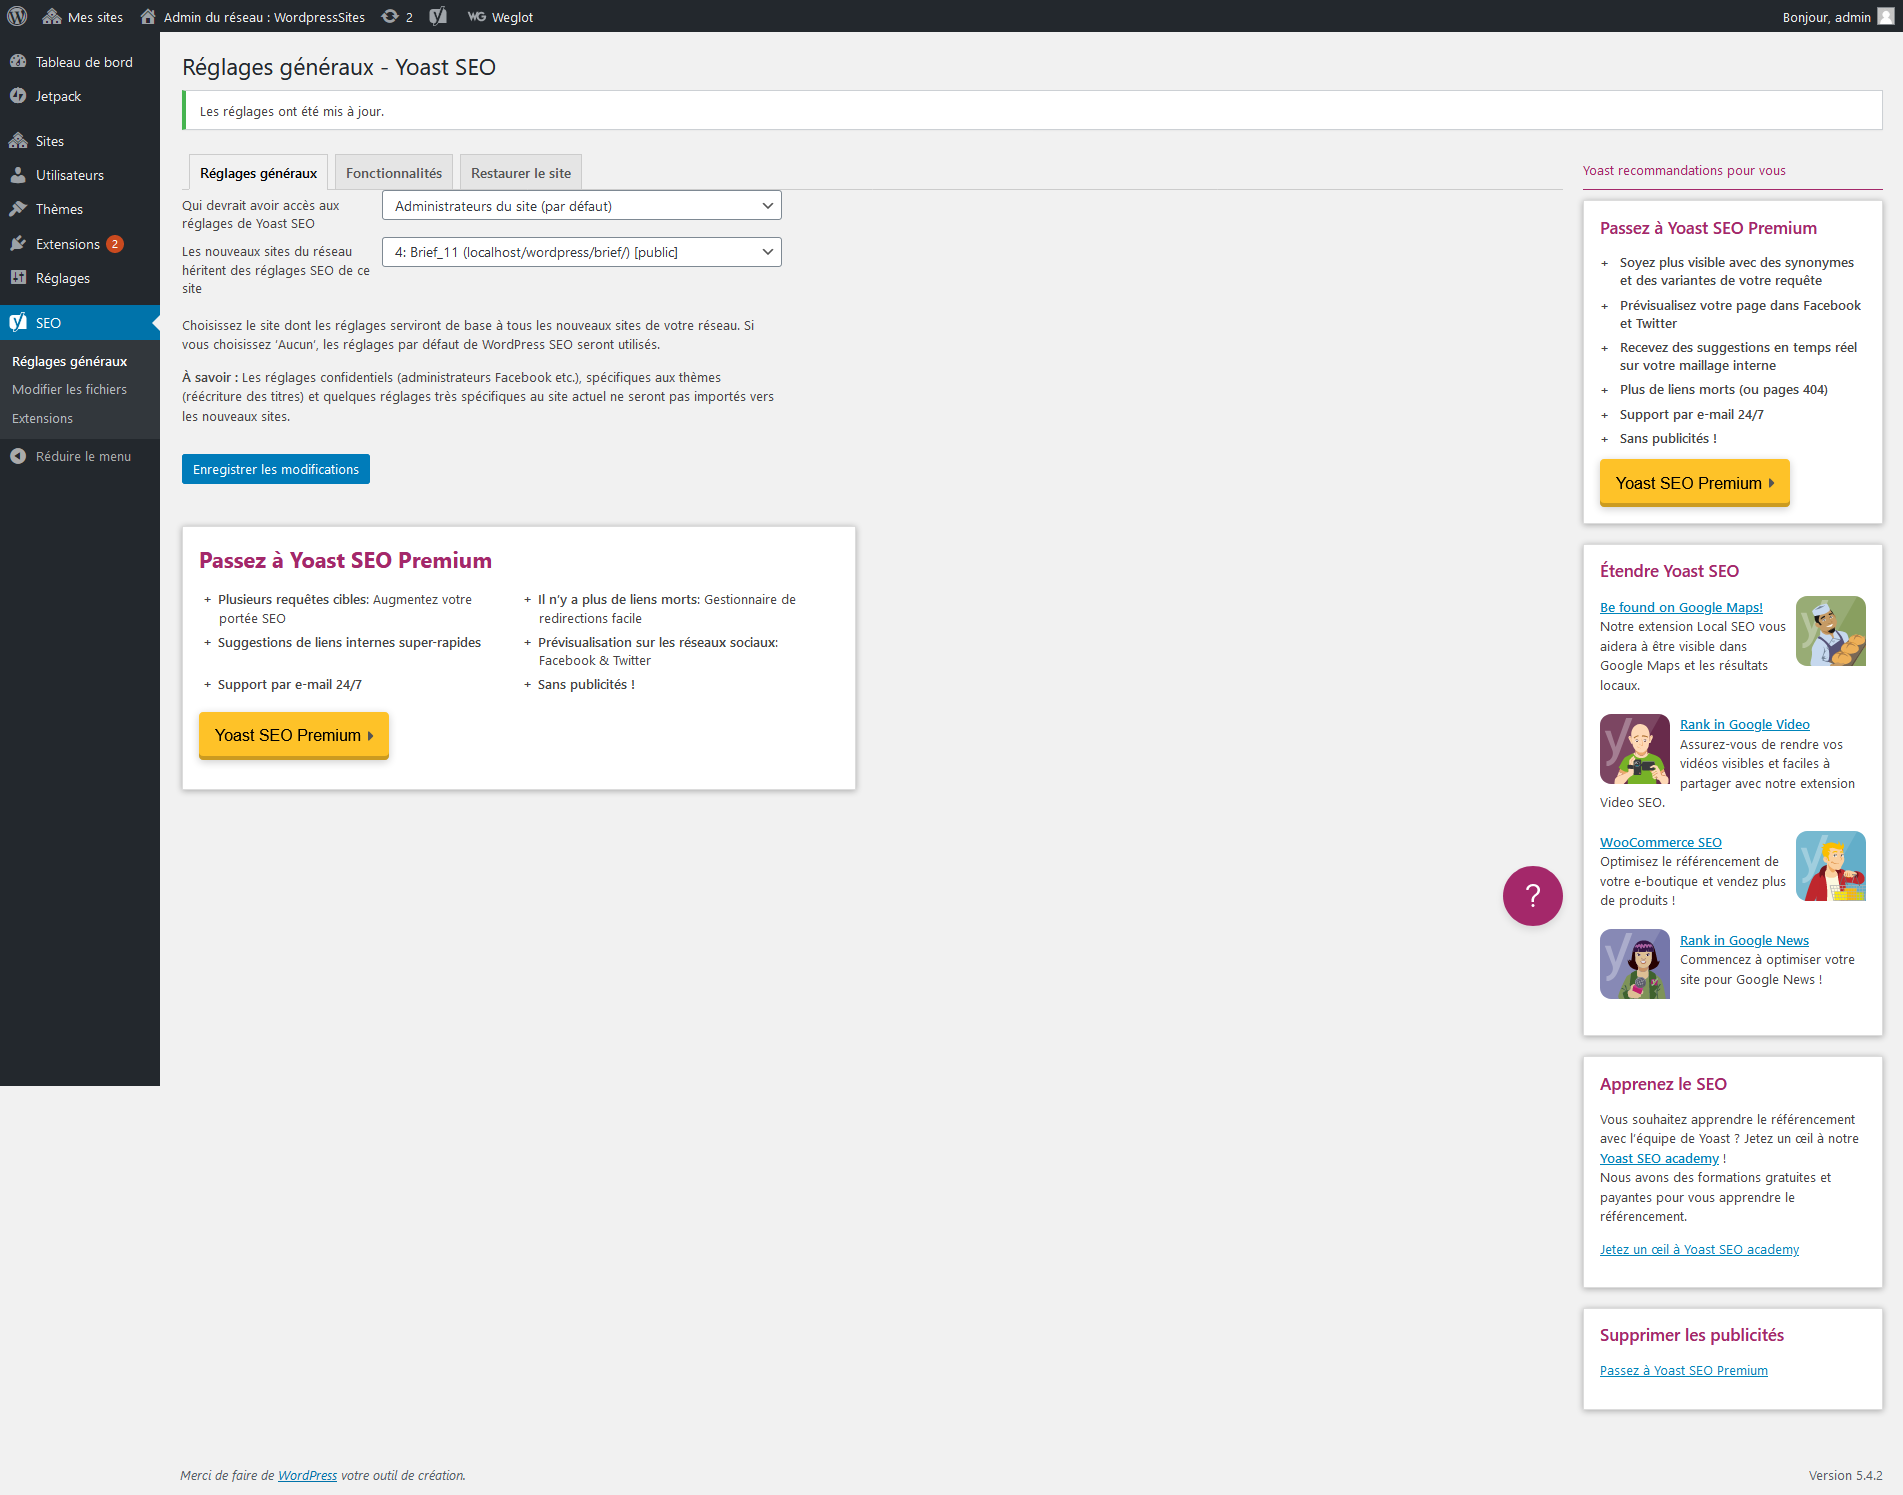 Mes sites
Admin du réseau : WordpressSites
2
WG Weglot
Bonjour, admin
Tableau de bord
Jetpack
Sites
Utilisateurs
Thèmes
Extensions 2
Réglages
SEO
Réglages généraux
Modifier les fichiers
Extensions
Réduire le menu
Réglages généraux - Yoast SEO
Les réglages ont été mis à jour.
Réglages généraux
Fonctionnalités
Restaurer le site
Qui devrait avoir accès aux
réglages de Yoast SEO
Administrateurs du site (par défaut)
Les nouveaux sites du réseau
héritent des réglages SEO de ce
site
4: Brief_11 (localhost/wordpress/brief/) [public]
Choisissez le site dont les réglages serviront de base à tous les nouveaux sites de votre réseau. Si
vous choisissez ‘Aucun’, les réglages par défaut de WordPress SEO seront utilisés.
À savoir : Les réglages confidentiels (administrateurs Facebook etc.), spécifiques aux thèmes
(réécriture des titres) et quelques réglages très spécifiques au site actuel ne seront pas importés vers
les nouveaux sites.
Enregistrer les modifications
Passez à Yoast SEO Premium
+ Plusieurs requêtes cibles: Augmentez votre
portée SEO
+ Il n’y a plus de liens morts: Gestionnaire de
redirections facile
+ Suggestions de liens internes super-rapides
+ Prévisualisation sur les réseaux sociaux:
Facebook & Twitter
+ Support par e-mail 24/7
+ Sans publicités !
Yoast SEO Premium
?
Yoast recommandations pour vous
Passez à Yoast SEO Premium
+ Soyez plus visible avec des synonymes
et des variantes de votre requête
+ Prévisualisez votre page dans Facebook
et Twitter
+ Recevez des suggestions en temps réel
sur votre maillage interne
+ Plus de liens morts (ou pages 404)
+ Support par e-mail 24/7
+ Sans publicités !
Yoast SEO Premium
Étendre Yoast SEO
Be found on Google Maps!
Notre extension Local SEO vous
aidera à être visible dans
Google Maps et les résultats
locaux.
Rank in Google Video
Assurez-vous de rendre vos
vidéos visibles et faciles à
partager avec notre extension
Video SEO.
WooCommerce SEO
Optimisez le référencement de
votre e-boutique et vendez plus
de produits !
Rank in Google News
Commencez à optimiser votre
site pour Google News !
Apprenez le SEO
Vous souhaitez apprendre le référencement
avec l’équipe de Yoast ? Jetez un œil à notre
Yoast SEO academy !
Nous avons des formations gratuites et
payantes pour vous apprendre le
référencement.
Jetez un œil à Yoast SEO academy
Supprimer les publicités
Passez à Yoast SEO Premium
Merci de faire de WordPress votre outil de création.
Version 5.4.2